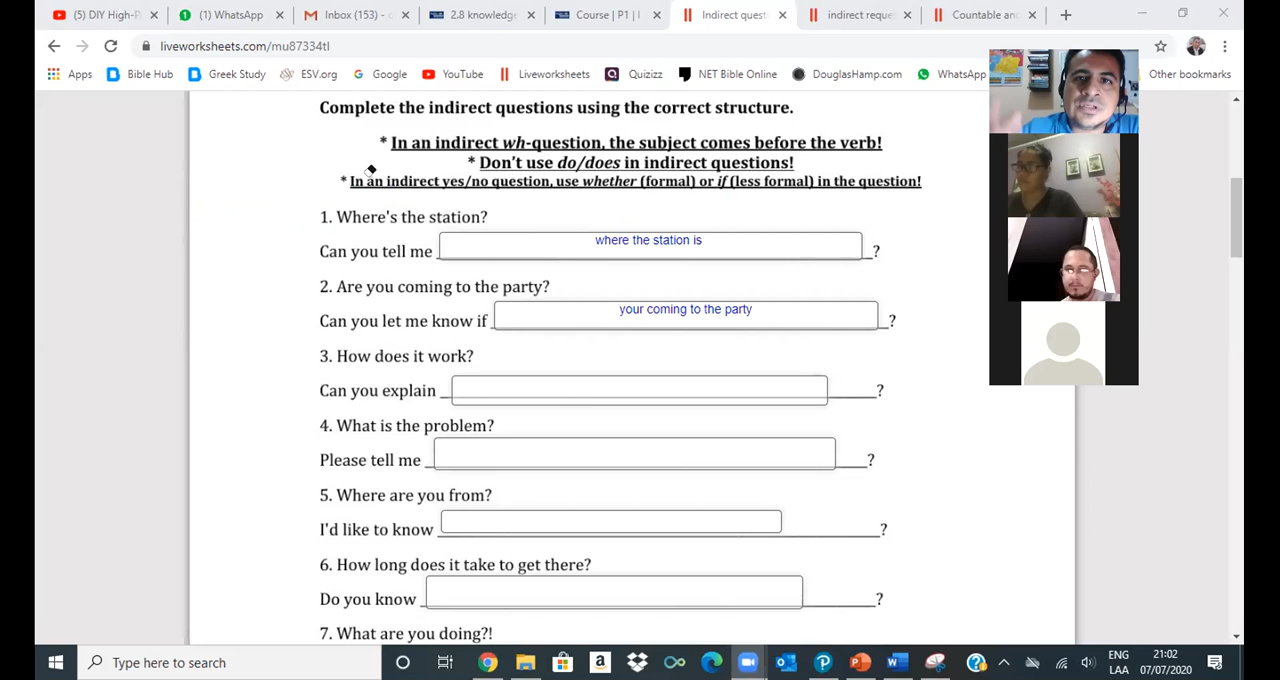 (5) DIY High-P
(1) WhatsApp
Inbox (153) - c
2.8 knowledge
Course | P1 | I
Indirect quest
indirect reque
Countable an
liveworksheets.com/mu87334tl
Apps
Bible Hub
Greek Study
ESV.org
Google
YouTube
Liveworksheets
Quizizz
NET Bible Online
DouglasHamp.com
WhatsApp
Other bookmarks
Complete the indirect questions using the correct structure.
* In an indirect wh-question, the subject comes before the verb!
* Don't use do/does in indirect questions!
* In an indirect yes/no question, use whether (formal) or if (less formal) in the question!
1. Where's the station?
Can you tell me _ where the station is _?
2. Are you coming to the party?
Can you let me know if _ your coming to the party _?
3. How does it work?
Can you explain _ _____?
4. What is the problem?
Please tell me _ ____?
5. Where are you from?
I'd like to know ______?
6. How long does it take to get there?
Do you know _ _____?
7. What are you doing?!
Type here to search
ENG
LAA
21:02
07/07/2020